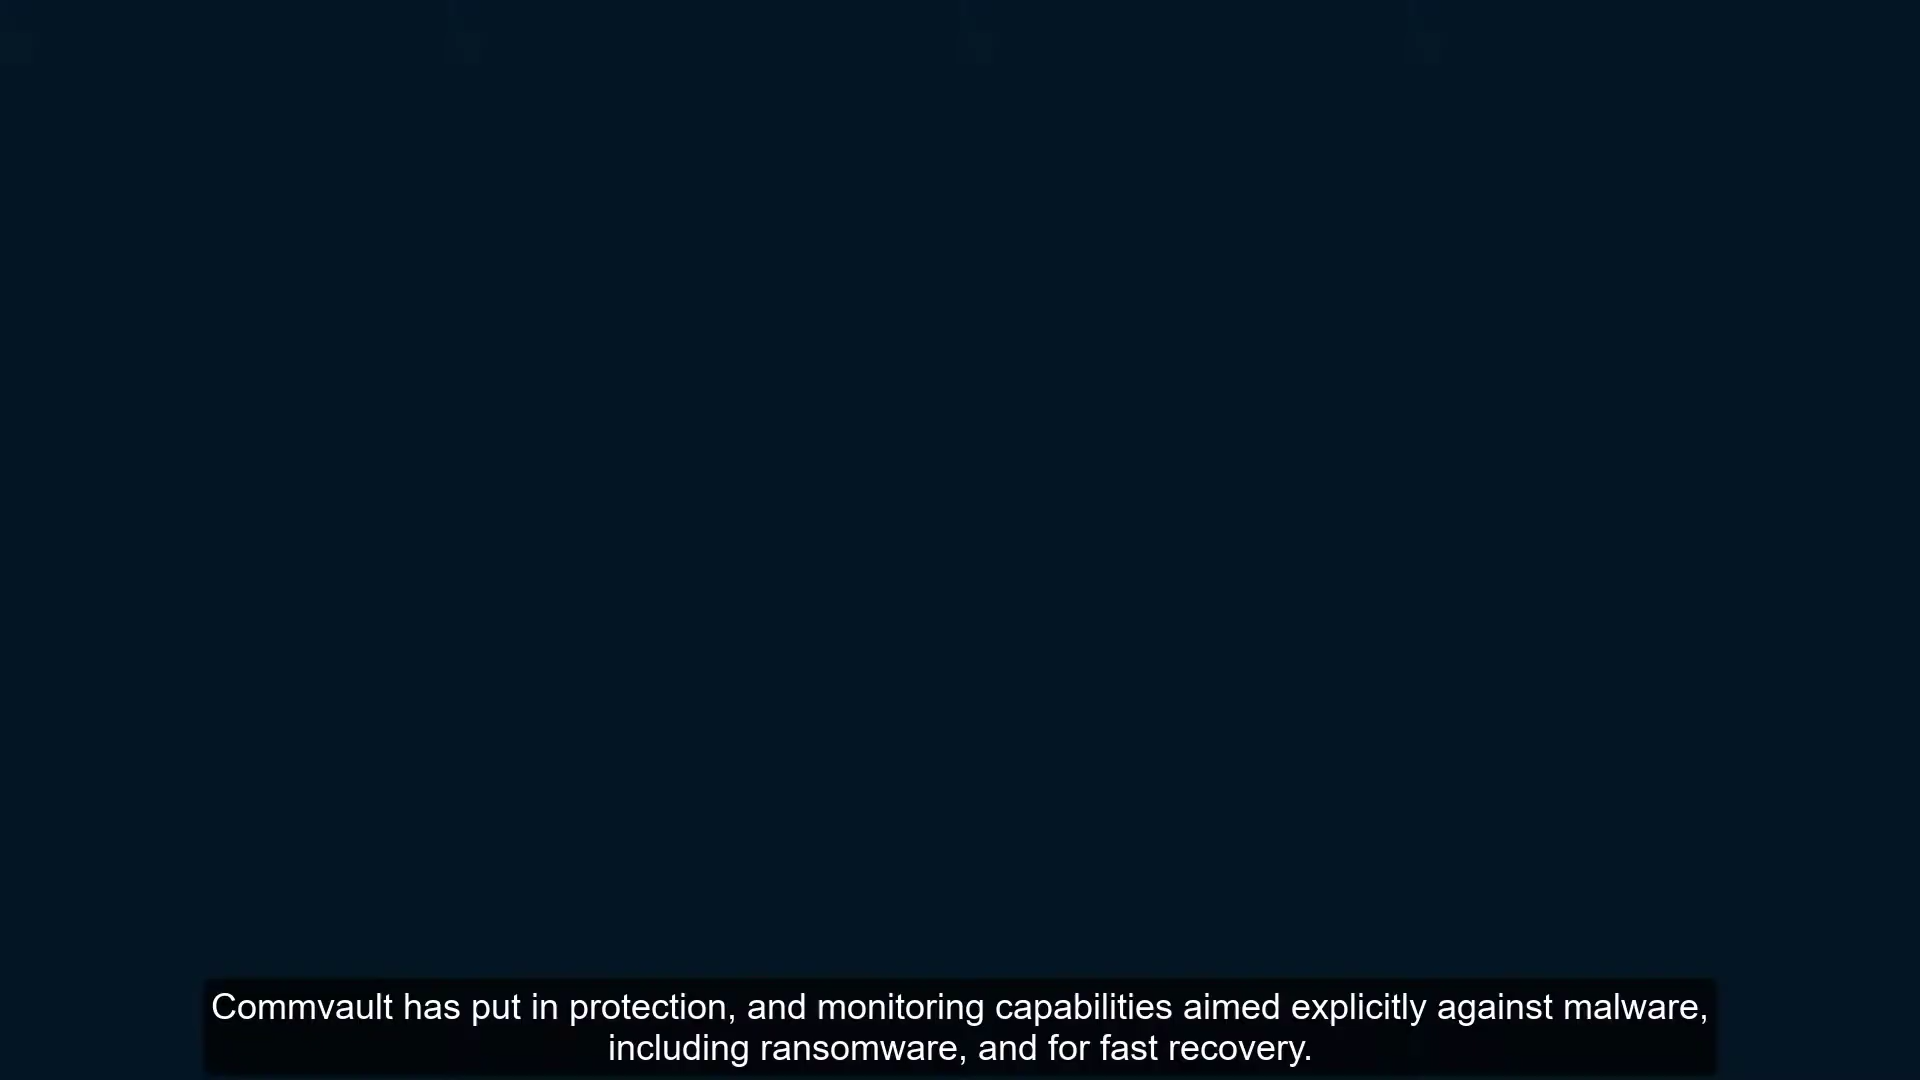 Commvault has put in protection, and monitoring capabilities aimed explicitly against malware,
including ransomware, and for fast recovery.